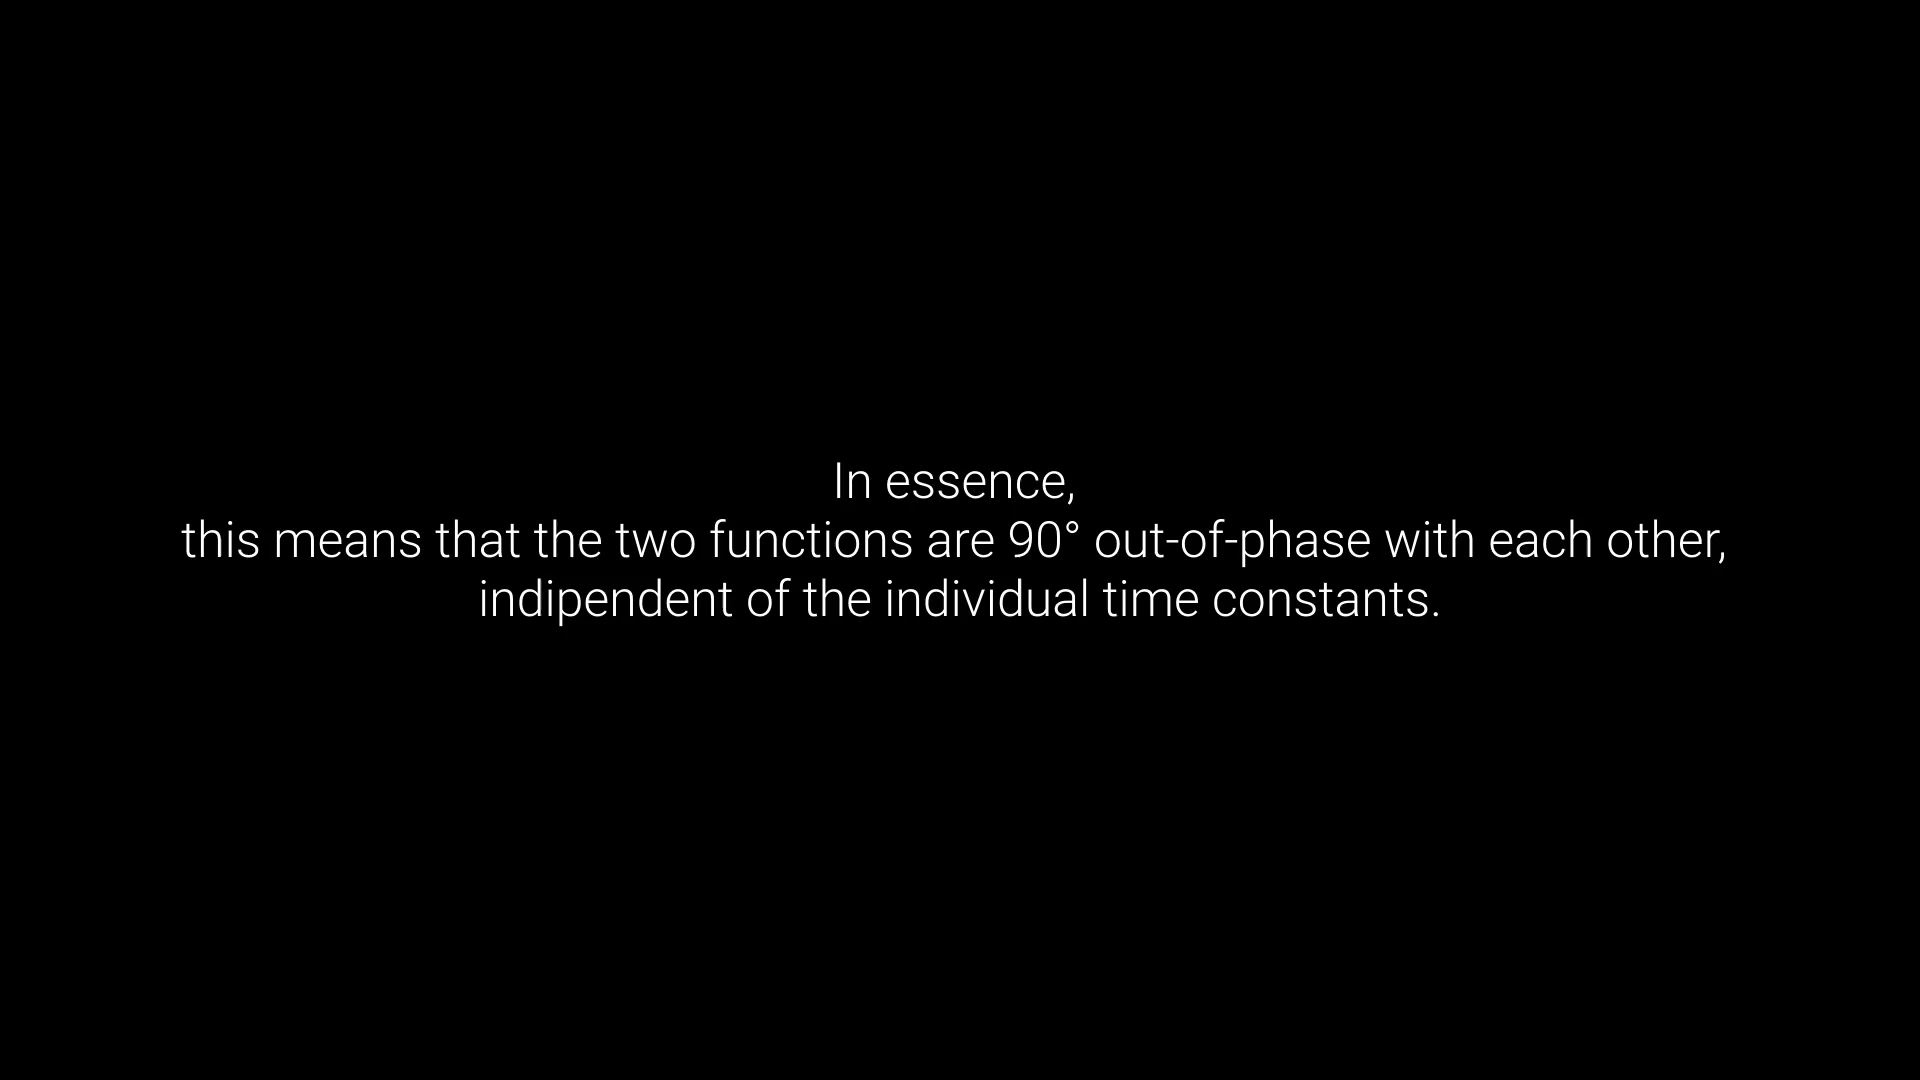 In essence,
this means that the two functions are 90° out-of-phase with each other,
indipendent of the individual time constants.